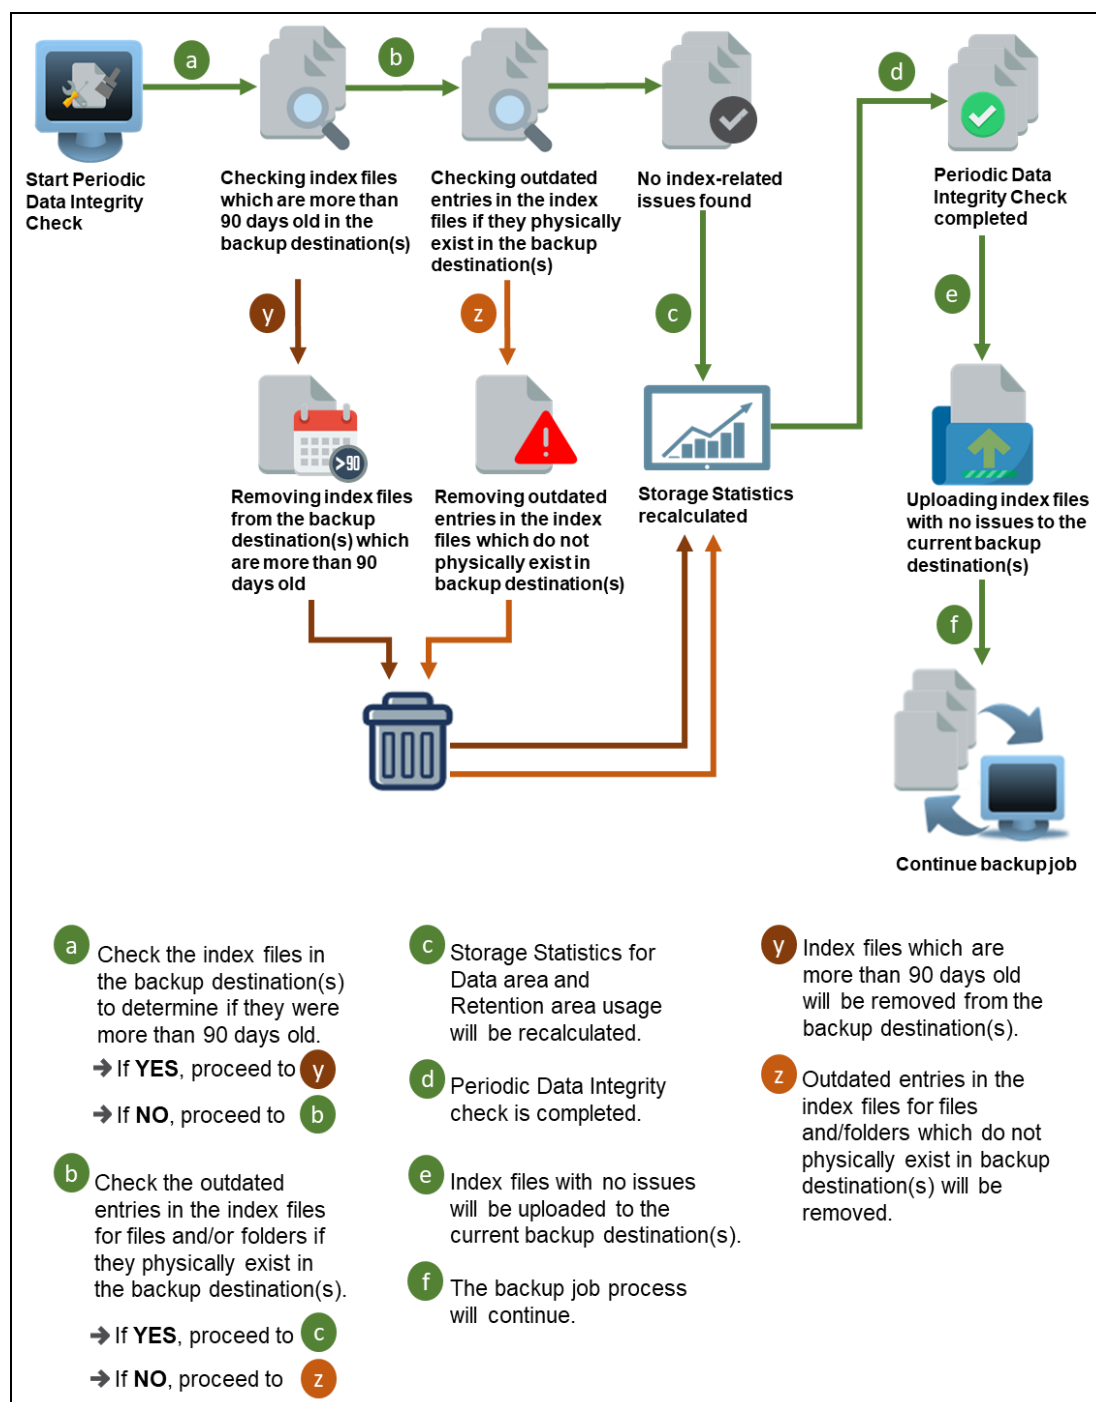 a
b
d
Start Periodic
Data Integrity
Check
Checking index files
which are more than
90 days old in the
backup destination(s)
Checking outdated
entries in the index
files if they physically
exist in the backup
destination(s)
No index-related
issues found
Periodic Data
Integrity Check
completed
y
z
c
e
>90
Removing index files
from the backup
destination(s) which
are more than 90
days old
Removing outdated
entries in the index
files which do not
physically exist in
backup destination(s)
Storage Statistics
recalculated
Uploading index files
with no issues to the
current backup
destination(s)
f
Continue backup job
a
Check the index files in
the backup destination(s)
to determine if they were
more than 90 days old.
➔ If YES, proceed to y
➔ If NO, proceed to b
b
Check the outdated
entries in the index files
for files and/or folders if
they physically exist in
the backup destination(s).
➔ If YES, proceed to c
➔ If NO, proceed to z
c
Storage Statistics for
Data area and
Retention area usage
will be recalculated.
d
Periodic Data Integrity
check is completed.
e
Index files with no issues
will be uploaded to the
current backup destination(s).
f
The backup job process
will continue.
y
Index files which are
more than 90 days old
will be removed from the
backup destination(s).
z
Outdated entries in the
index files for files
and/folders which do not
physically exist in backup
destination(s) will be
removed.